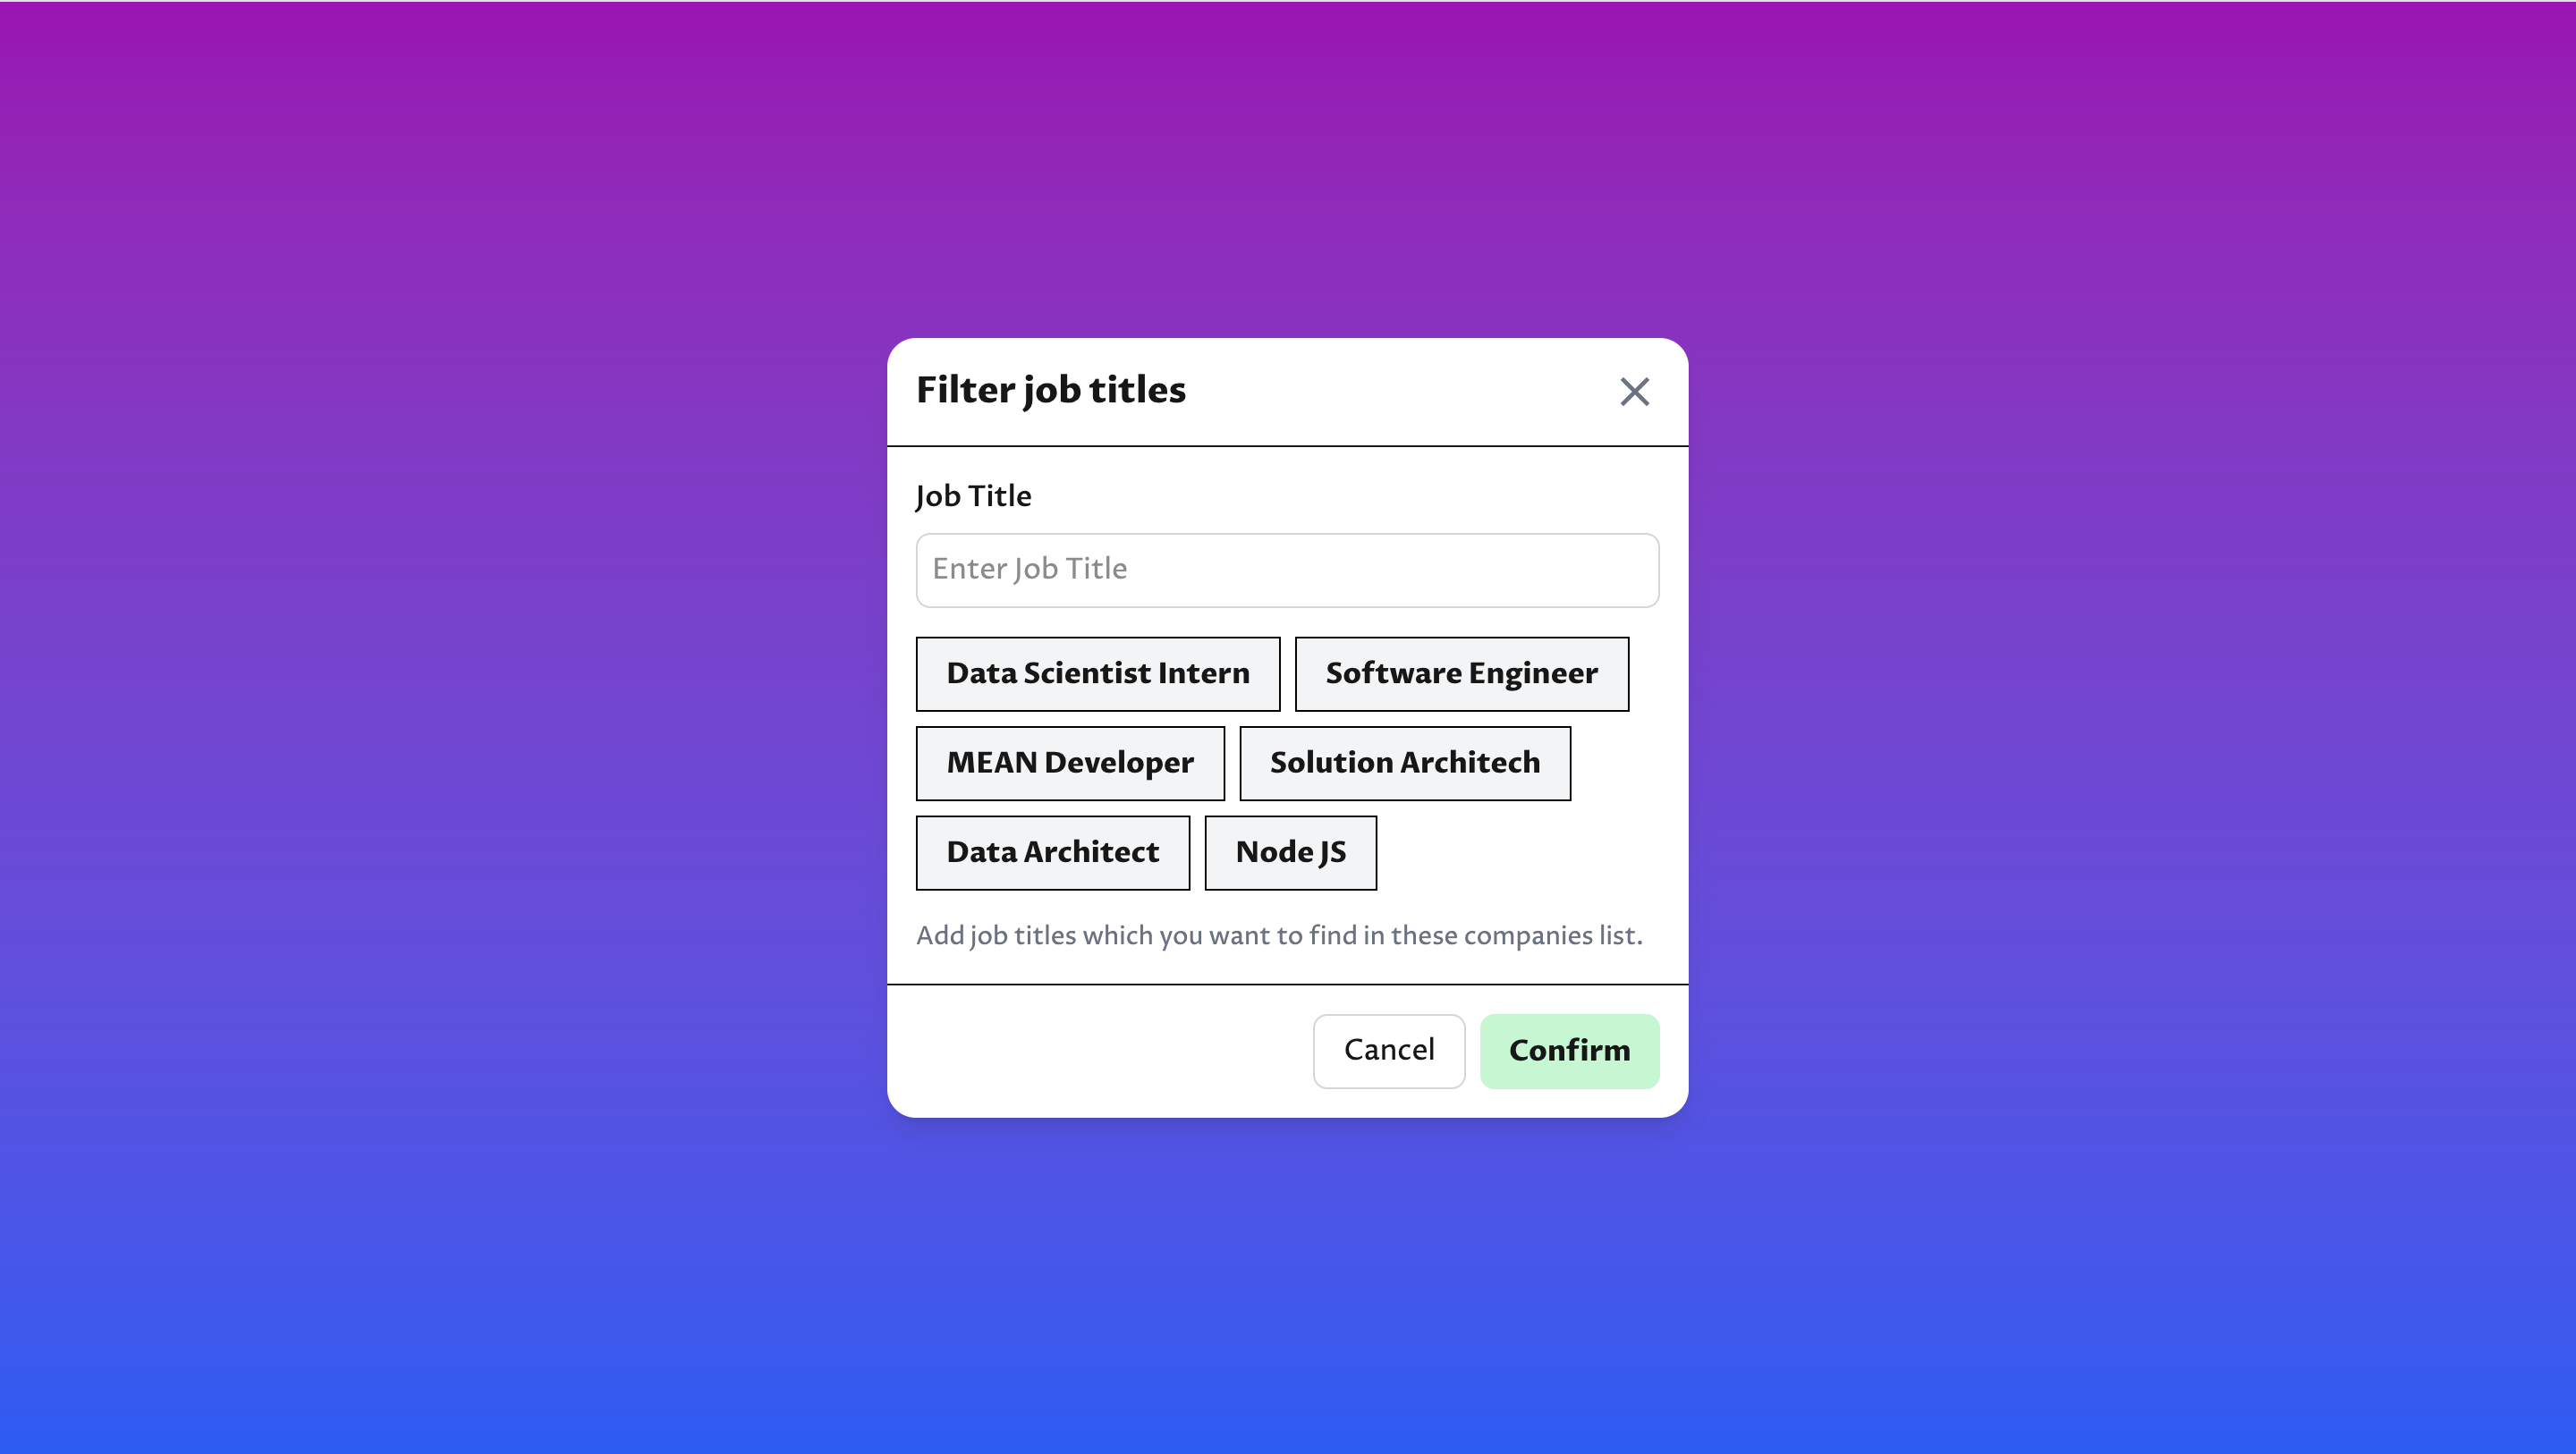 Filter job titles
Job Title
Enter Job Title
Data Scientist Intern Software Engineer
MEAN Developer Solution Architech
Data Architect Node JS
Add job titles which you want to find in these companies list.
Cancel Confirm